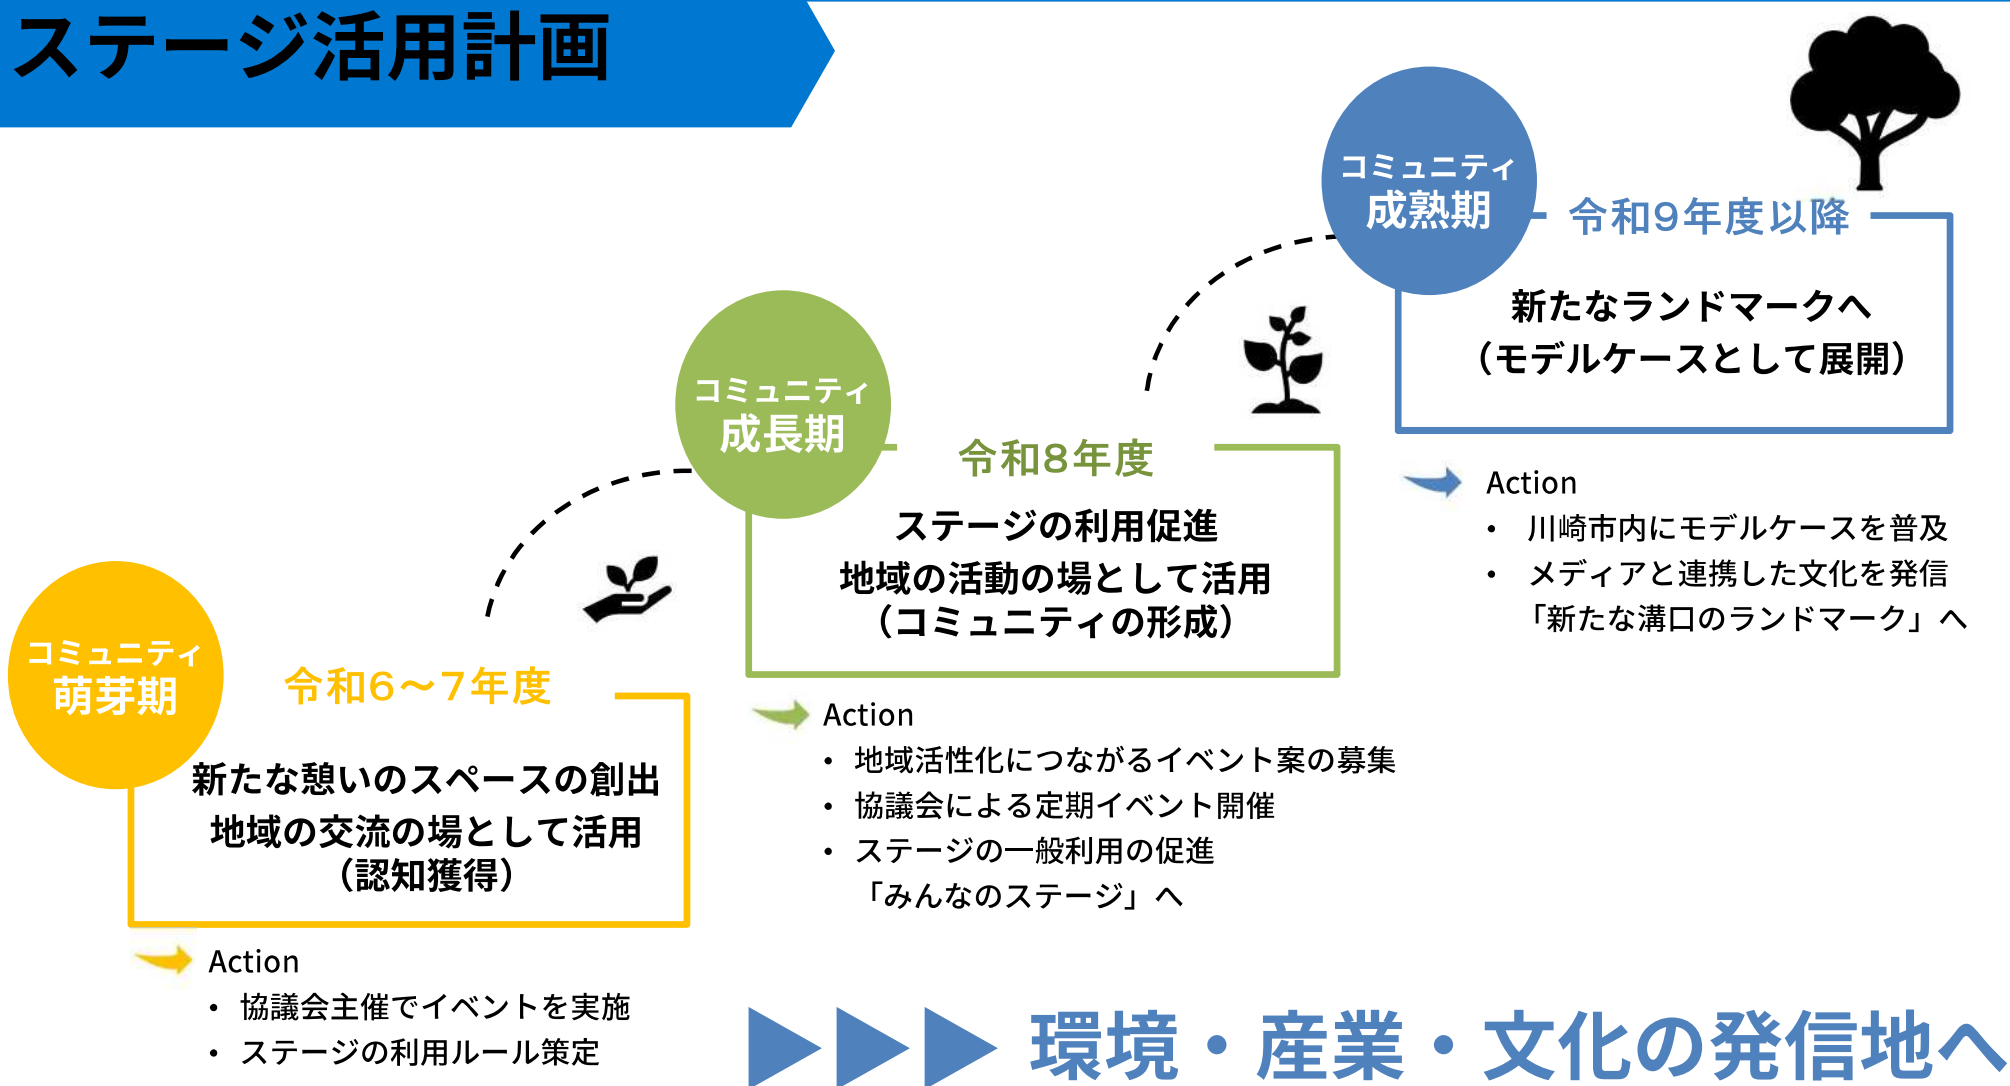 ステージ活用計画
コミュニティ
萌芽期
令和6～7年度
新たな憩いのスペースの創出
地域の交流の場として活用
（認知獲得）
Action
• 協議会主催でイベントを実施
• ステージの利用ルール策定
コミュニティ
成長期
令和8年度
ステージの利用促進
地域の活動の場として活用
（コミュニティの形成）
Action
• 地域活性化につながるイベント案の募集
• 協議会による定期イベント開催
• ステージの一般利用の促進
「みんなのステージ」へ
コミュニティ
成熟期
令和9年度以降
新たなランドマークへ
（モデルケースとして展開）
Action
• 川崎市内にモデルケースを普及
• メディアと連携した文化を発信
「新たな溝口のランドマーク」へ
環境・産業・文化の発信地へ